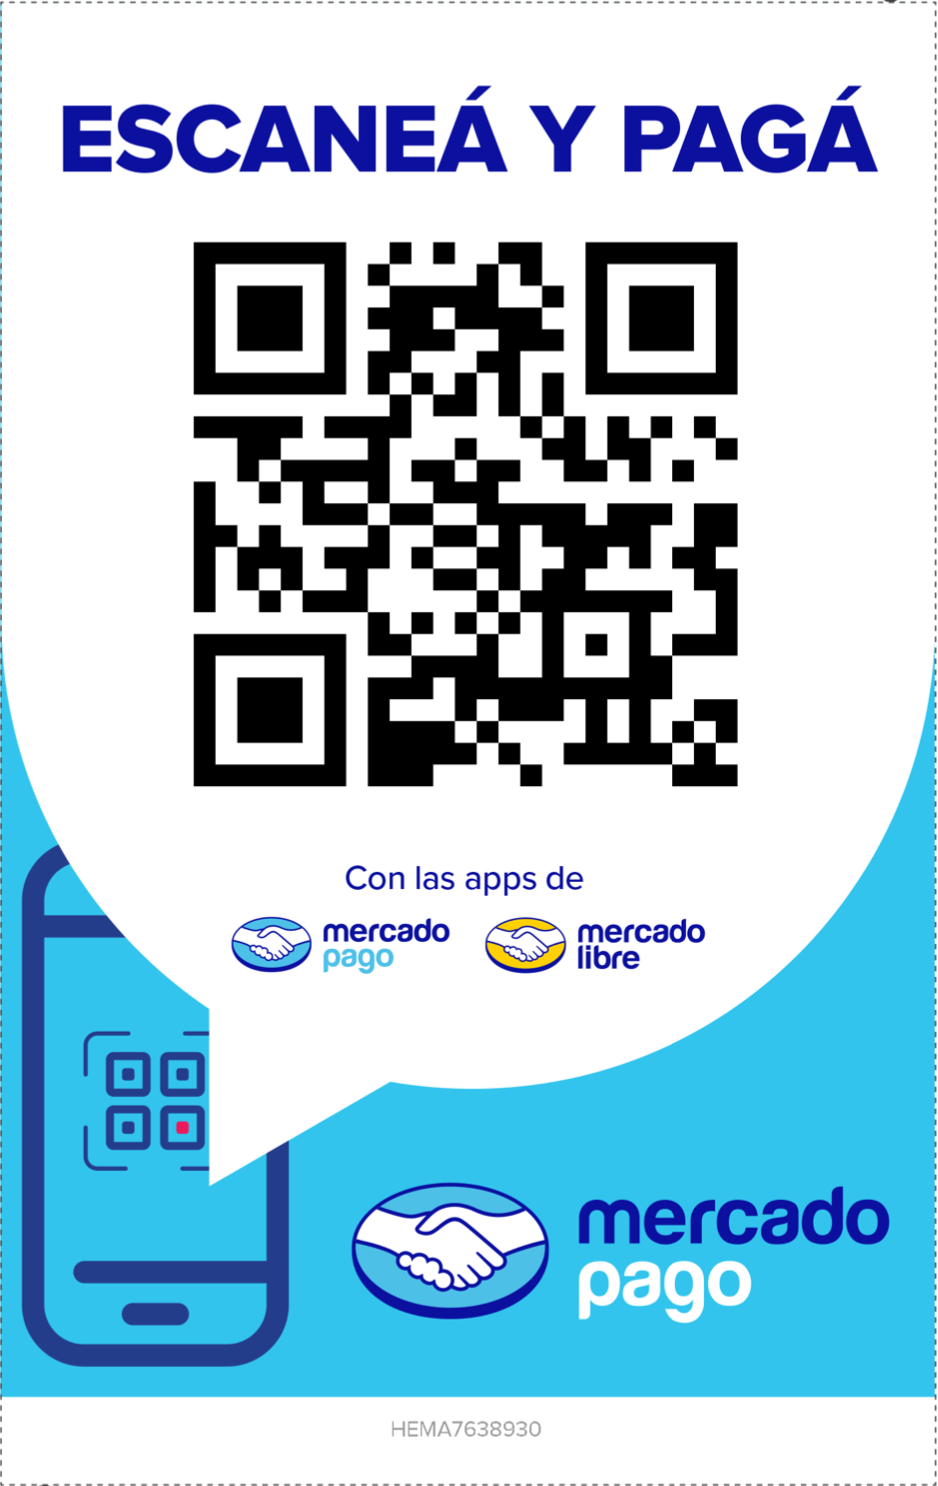 ESCANEÁ Y PAGÁ
Con las apps de
mercado pago
mercado libre
mercado
pago
HEMA7638930